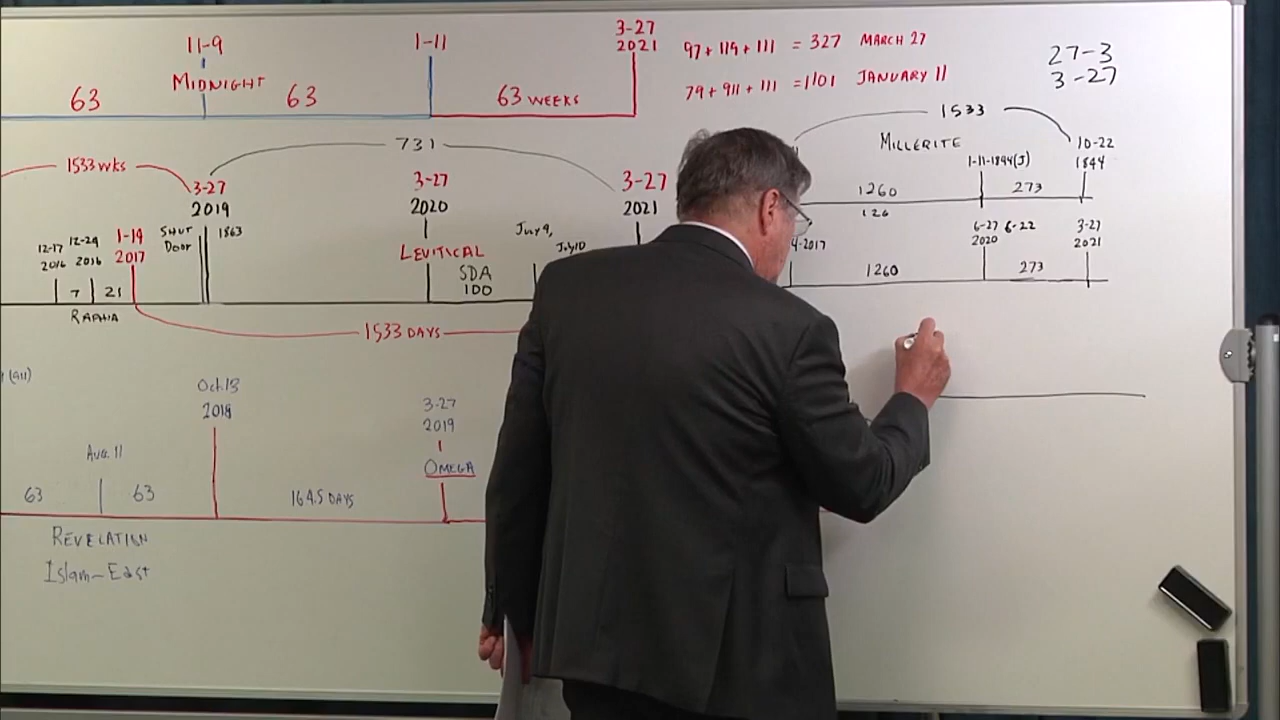 11-9
1-11
3-27
2021
MIDNIGHT
63
63
63 WEEKS
97+119+111 = 327 MARCH 27
79+911+111 =1101 JANUARY 11
27-3
3-27
1533
MILLERITE
10-22
1844
1-11-1894(J)
1260
273
126
731
1533 WKS
3-27
2019
3-27
2020
3-27
2021
12-17
2016
12-24
2016
1-14
2017
SHUT
DOOR
1863
LEVITICAL
SDA
100
July 9,
July 10
7
21
RAPHIA
1533 DAYS
4-2017
6-27
2020
6-22
3-27
2021
1260
273
(911)
Oct.13
2018
3-27
2019
OMEGA
AUG. 11
63
63
164.5 DAYS
REVELATION
Islam-East